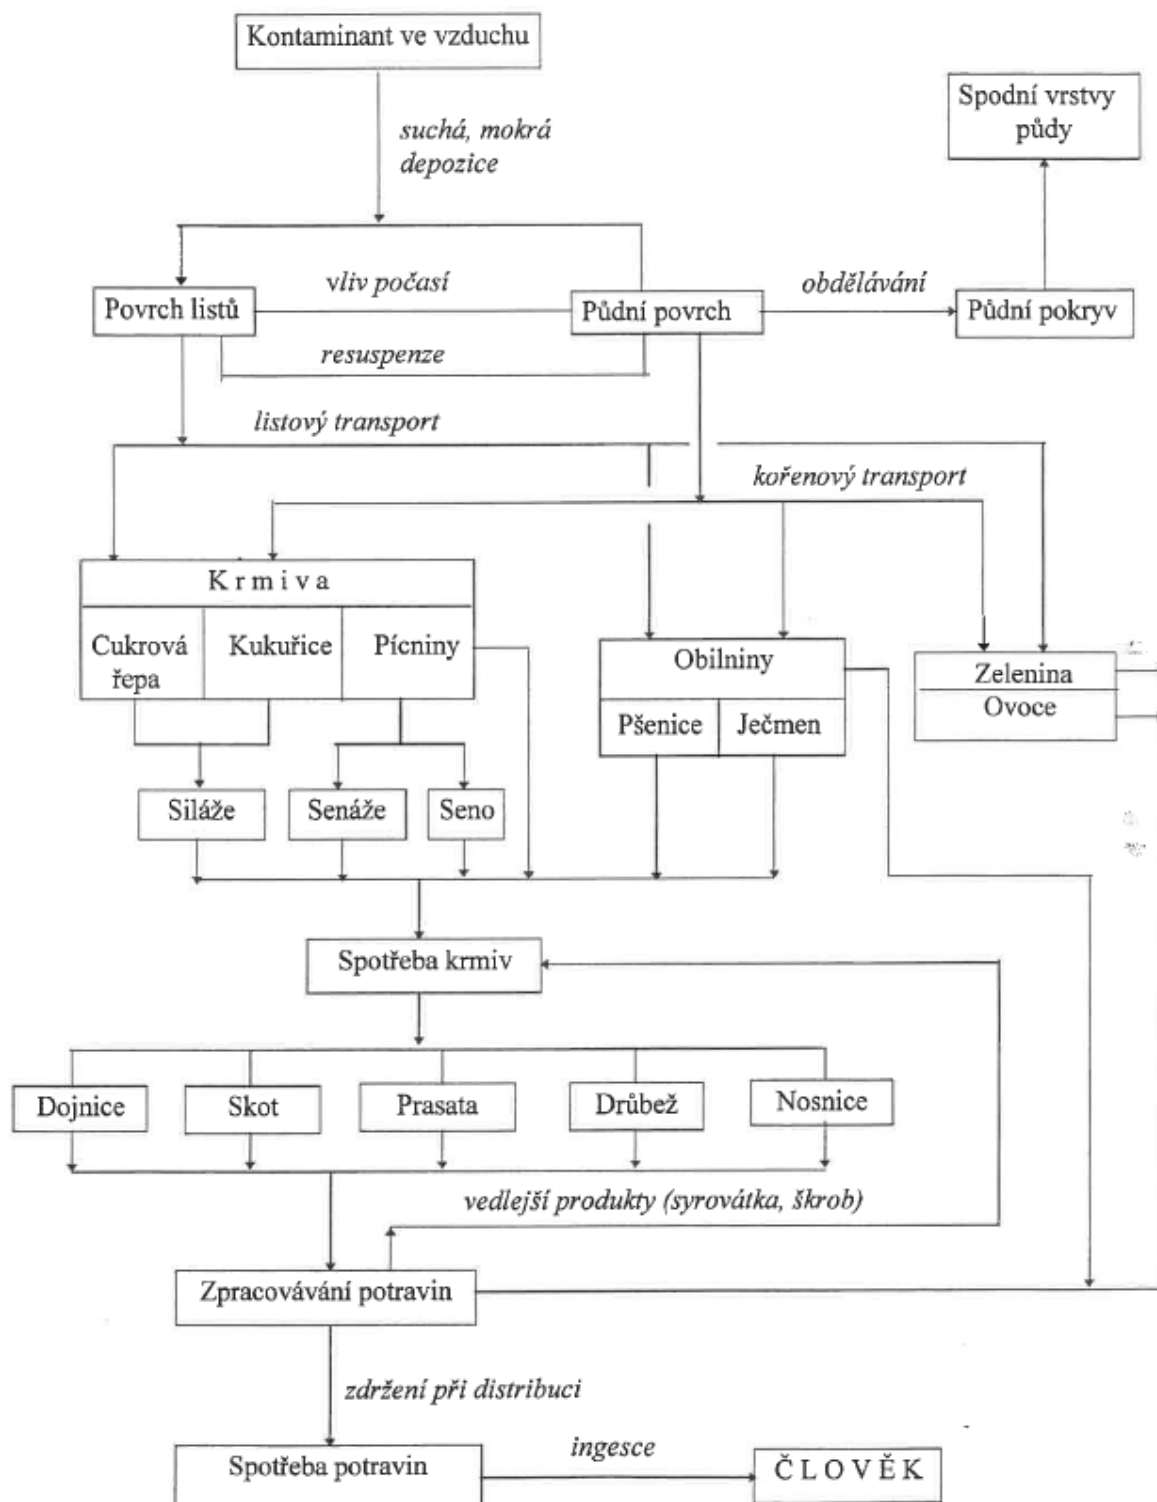 Kontaminant ve vzduchu
Spodní vrstvy
půdy
suchá, mokrá
depozice
vliv počasí
obdělávání
Povrch listů
Půdní povrch
Půdní pokryv
resuspenze
listový transport
kořenový transport
K r m i v a
Cukrová
řepa
Kukuřice
Pícniny
Obilniny
Zelenina
Ovoce
Pšenice
Ječmen
Siláže
Senáže
Seno
Spotřeba krmiv
Dojnice
Skot
Prasata
Drůbež
Nosnice
vedlejší produkty (syrovátka, škrob)
Zpracovávání potravin
zdržení při distribuci
Spotřeba potravin
ingesce
Č L O V Ě K